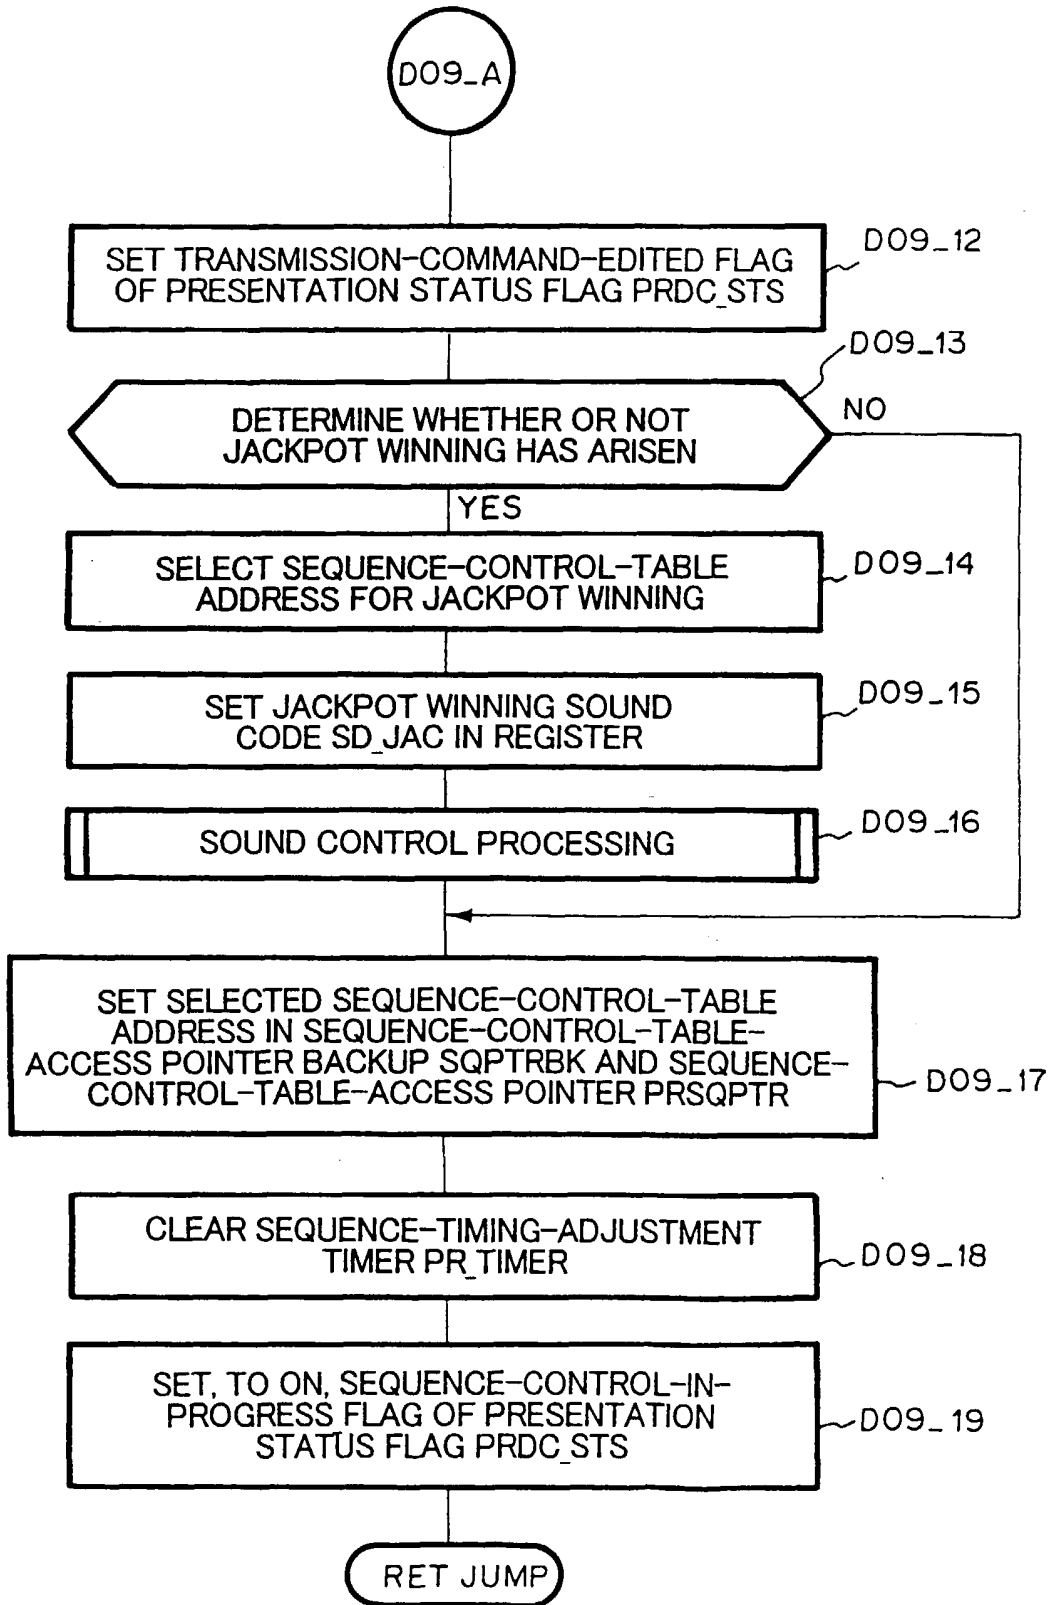 D09_A
SET TRANSMISSION-COMMAND-EDITED FLAG
OF PRESENTATION STATUS FLAG PRDC_STS
D09_12
D09_13
DETERMINE WHETHER OR NOT
JACKPOT WINNING HAS ARISEN
NO
YES
SELECT SEQUENCE-CONTROL-TABLE
ADDRESS FOR JACKPOT WINNING
D09_14
SET JACKPOT WINNING SOUND
CODE SD_JAC IN REGISTER
D09_15
SOUND CONTROL PROCESSING
D09_16
SET SELECTED SEQUENCE-CONTROL-TABLE
ADDRESS IN SEQUENCE-CONTROL-TABLE-
ACCESS POINTER BACKUP SQPTRBK AND SEQUENCE-
CONTROL-TABLE-ACCESS POINTER PRSQPTR
D09_17
CLEAR SEQUENCE-TIMING-ADJUSTMENT
TIMER PR_TIMER
D09_18
SET, TO ON, SEQUENCE-CONTROL-IN-
PROGRESS FLAG OF PRESENTATION
STATUS FLAG PRDC_STS
D09_19
RET JUMP